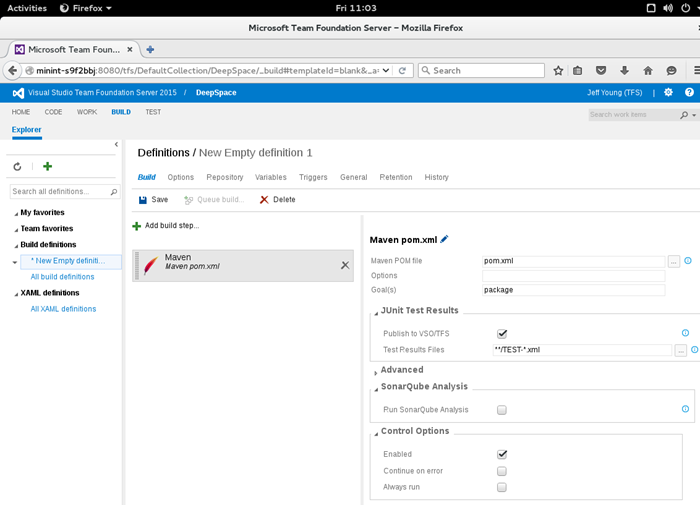 Activities Firefox Fri 11:03
Microsoft Team Foundation Server – Mozilla Firefox
Microsoft Team Foun... ×
minint-s9f2bbj:8080/tfs/DefaultCollection/DeepSpace/_build#templateId=blank&_a= Search
Visual Studio Team Foundation Server 2015 / DeepSpace Jeff Young (TFS) |
HOME CODE WORK BUILD TEST
Search work items
Explorer
Definitions / New Empty definition 1
Build Options Repository Variables Triggers General Retention History
Search all definitions...
Save Queue build... Delete
My favorites
Team favorites
Build definitions
* New Empty definiti...
All build definitions
XAML definitions
All XAML definitions
Add build step...
Maven
Maven pom.xml
Maven pom.xml
Maven POM file pom.xml ...
Options
Goal(s) package
JUnit Test Results
Publish to VSO/TFS
Test Results Files **/TEST-*.xml ...
Advanced
SonarQube Analysis
Run SonarQube Analysis
Control Options
Enabled
Continue on error
Always run